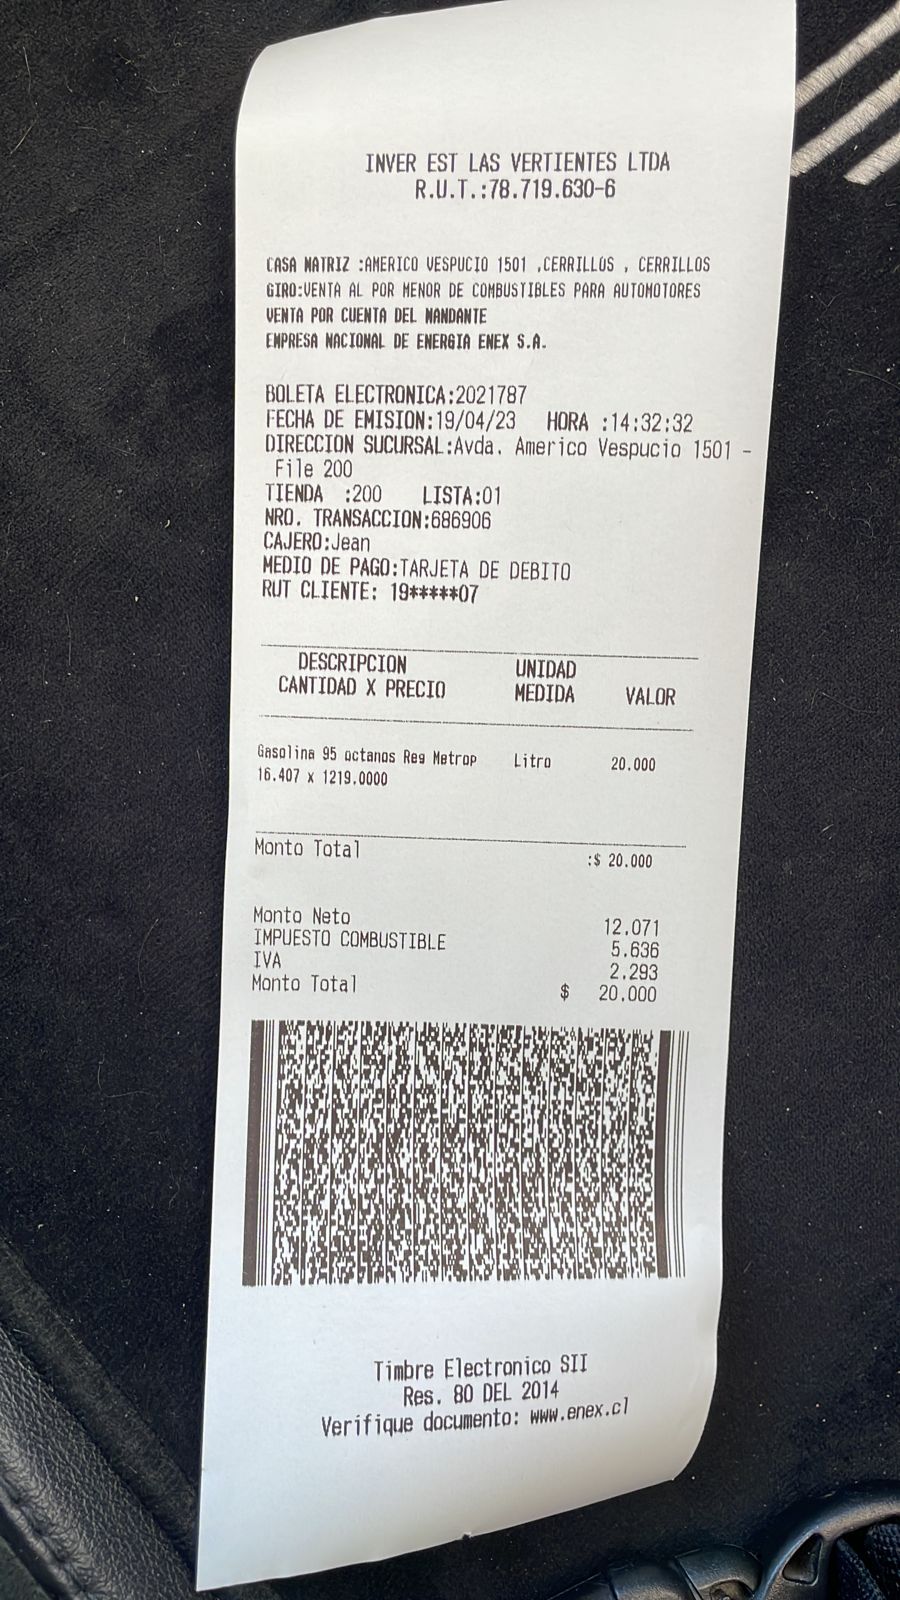 INVER EST LAS VERTIENTES LTDA
R.U.T.:78.719.630-6
CASA MATRIZ :AMERICO VESPUCIO 1501 ,CERRILLOS , CERRILLOS
GIRO:VENTA AL POR MENOR DE COMBUSTIBLES PARA AUTOMOTORES
VENTA POR CUENTA DEL MANDANTE
EMPRESA NACIONAL DE ENERGIA ENEX S.A.
BOLETA ELECTRONICA:2021787
FECHA DE EMISION:19/04/23 HORA :14:32:32
DIRECCION SUCURSAL:Avda. Americo Vespucio 1501 -
File 200
TIENDA :200 LISTA:01
NRO. TRANSACCION:686906
CAJERO:Jean
MEDIO DE PAGO:TARJETA DE DEBITO
RUT CLIENTE: 19*****07
DESCRIPCION UNIDAD
CANTIDAD X PRECIO MEDIDA VALOR
Gasolina 95 octanos Reg Metrop Litro 20.000
16.407 x 1219.0000
Monto Total :$ 20.000
Monto Neto 12.071
IMPUESTO COMBUSTIBLE 5.636
IVA 2.293
Monto Total $ 20.000
Timbre Electronico SII
Res. 80 DEL 2014
Verifique documento: www.enex.cl